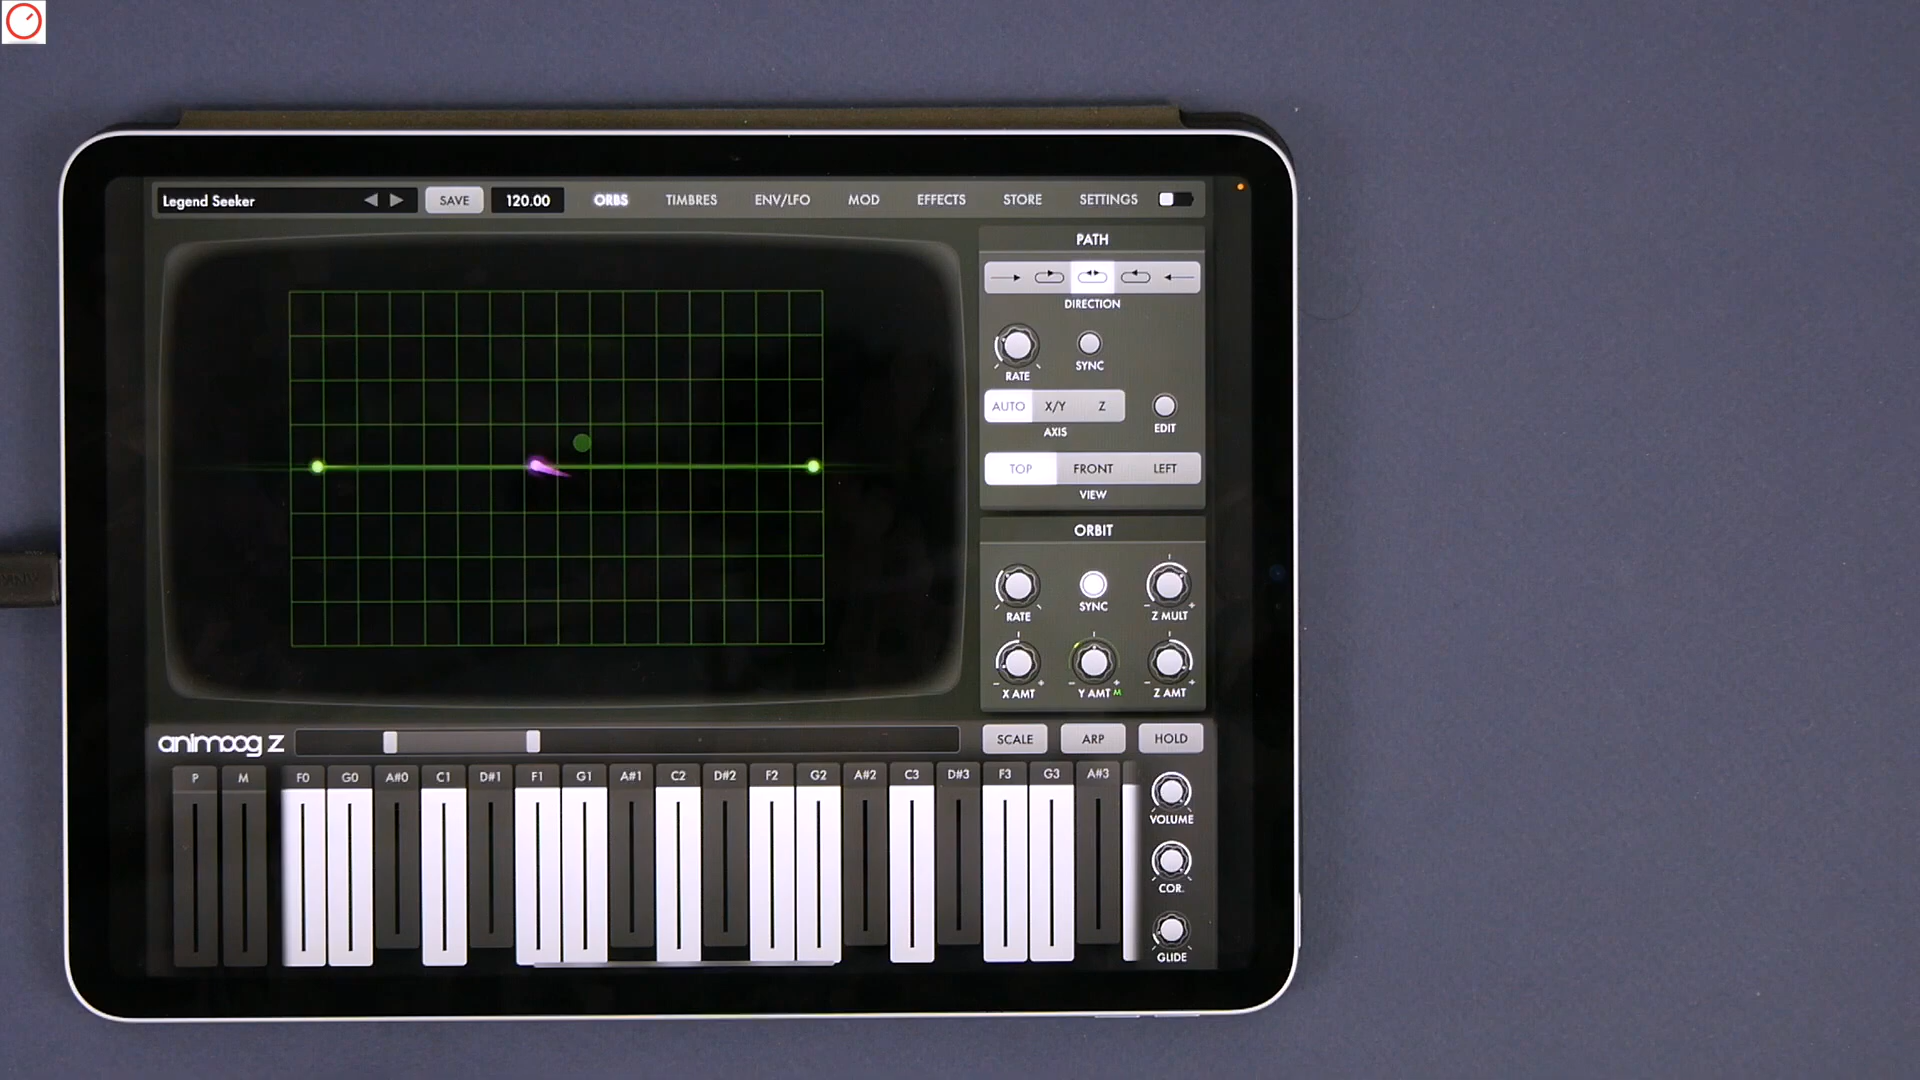 Legend Seeker SAVE 120.00 ORBS TIMBRES ENV/LFO MOD EFFECTS STORE SETTINGS
PATH
DIRECTION
RATE SYNC
AUTO X/Y Z
AXIS EDIT
TOP FRONT LEFT
VIEW
ORBIT
RATE SYNC Z MULT
X AMT Y AMT M Z AMT
animoog Z SCALE ARP HOLD
P M F0 G0 A#0 C1 D#1 F1 G1 A#1 C2 D#2 F2 G2 A#2 C3 D#3 F3 G3 A#3
VOLUME
COR.
GLIDE